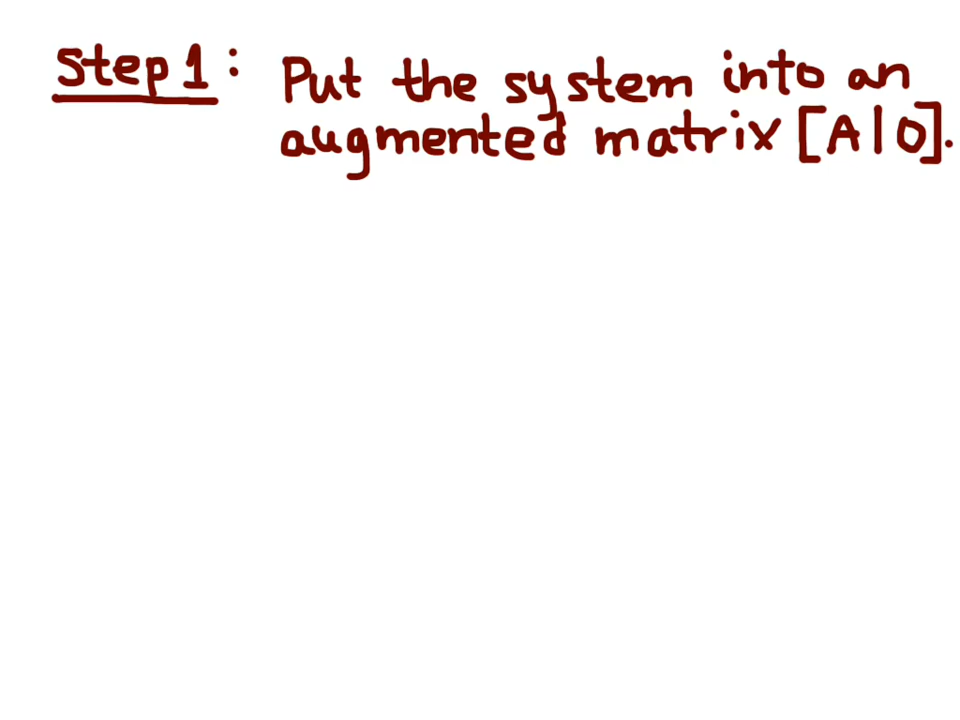 Step 1: Put the system into an
augmented matrix [A|0].